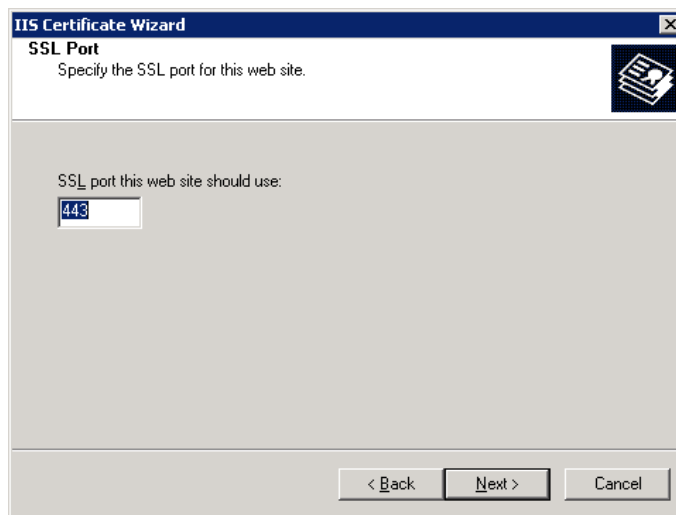 IIS Certificate Wizard
SSL Port
Specify the SSL port for this web site.
SSL port this web site should use:
443
< Back
Next >
Cancel